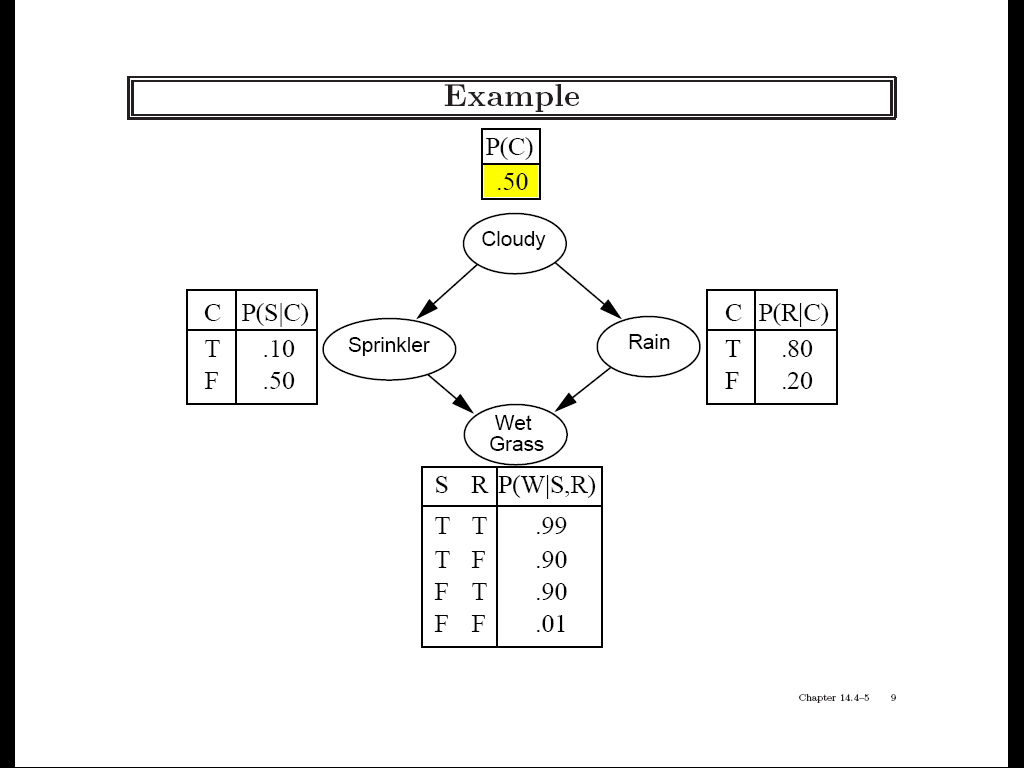 Example
P(C)
.50
Cloudy
C P(S|C)
T .10
F .50
Sprinkler
Rain
C P(R|C)
T .80
F .20
Wet
Grass
S R P(W|S,R)
T T .99
T F .90
F T .90
F F .01
Chapter 14.4–5 9